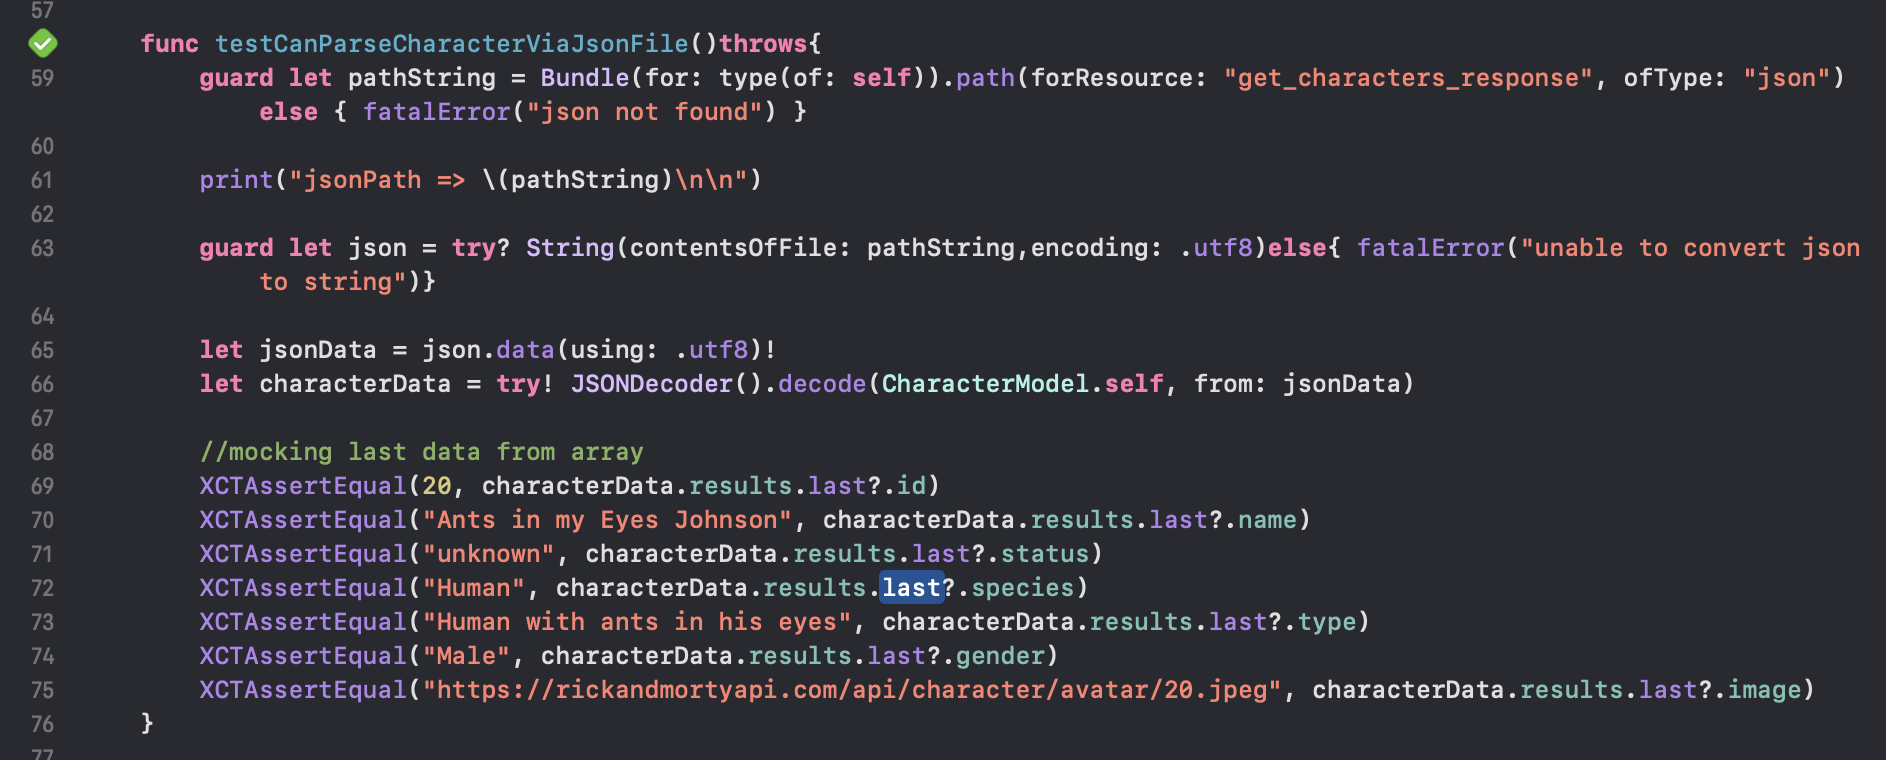 57
func testCanParseCharacterViaJsonFile()throws{
59 guard let pathString = Bundle(for: type(of: self)).path(forResource: "get_characters_response", ofType: "json")
else { fatalError("json not found") }
60
61 print("jsonPath => \(pathString)\n\n")
62
63 guard let json = try? String(contentsOfFile: pathString,encoding: .utf8)else{ fatalError("unable to convert json
to string")}
64
65 let jsonData = json.data(using: .utf8)!
66 let characterData = try! JSONDecoder().decode(CharacterModel.self, from: jsonData)
67
68 //mocking last data from array
69 XCTAssertEqual(20, characterData.results.last?.id)
70 XCTAssertEqual("Ants in my Eyes Johnson", characterData.results.last?.name)
71 XCTAssertEqual("unknown", characterData.results.last?.status)
72 XCTAssertEqual("Human", characterData.results.last?.species)
73 XCTAssertEqual("Human with ants in his eyes", characterData.results.last?.type)
74 XCTAssertEqual("Male", characterData.results.last?.gender)
75 XCTAssertEqual("https://rickandmortyapi.com/api/character/avatar/20.jpeg", characterData.results.last?.image)
76 }
77